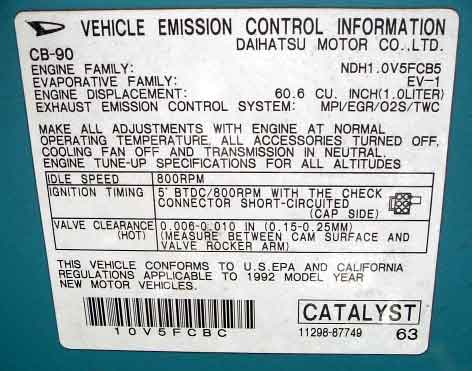 VEHICLE EMISSION CONTROL INFORMATION
DAIHATSU MOTOR CO.,LTD.
CB-90
ENGINE FAMILY: NDH1.0V5FCB5
EVAPORATIVE FAMILY: EV-1
ENGINE DISPLACEMENT: 60.6 CU. INCH(1.0LITER)
EXHAUST EMISSION CONTROL SYSTEM: MPI/EGR/O2S/TWC
MAKE ALL ADJUSTMENTS WITH ENGINE AT NORMAL
OPERATING TEMPERATURE, ALL ACCESSORIES TURNED OFF,
COOLING FAN OFF AND TRANSMISSION IN NEUTRAL.
ENGINE TUNE-UP SPECIFICATIONS FOR ALL ALTITUDES
IDLE SPEED 800RPM
IGNITION TIMING 5° BTDC/800RPM WITH THE CHECK
CONNECTOR SHORT-CIRCUITED
(CAP SIDE)
VALVE CLEARANCE 0.006-0.010 IN (0.15-0.25MM)
(HOT) (MEASURE BETWEEN CAM SURFACE AND
VALVE ROCKER ARM)
THIS VEHICLE CONFORMS TO U.S.EPA AND CALIFORNIA
REGULATIONS APPLICABLE TO 1992 MODEL YEAR
NEW MOTOR VEHICLES.
CATALYST
10V5FCBC
11298-87749 63